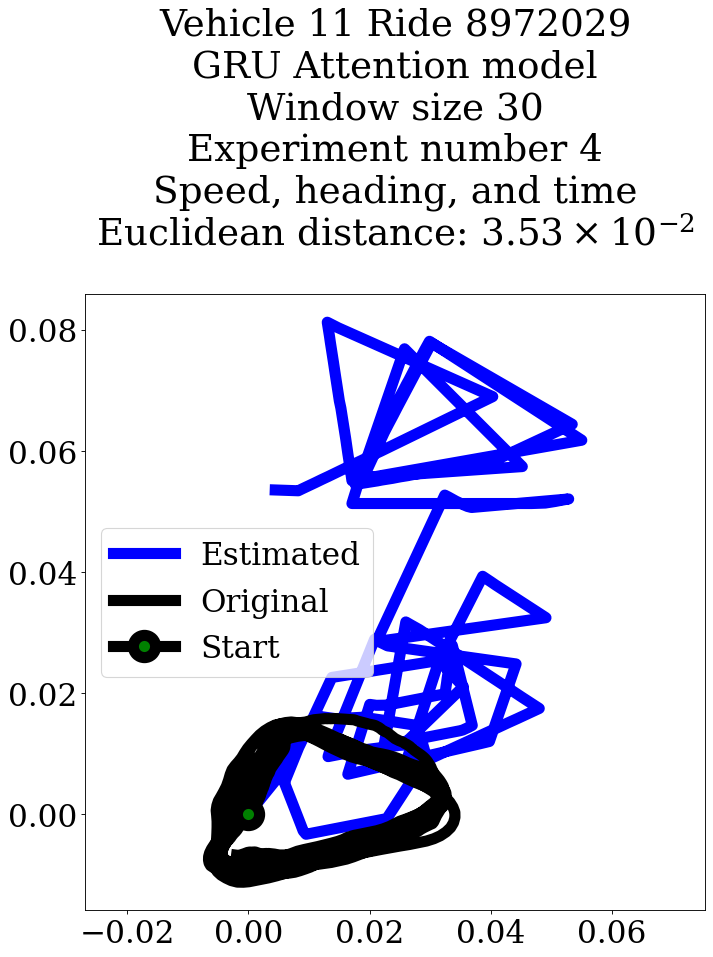 Vehicle 11 Ride 8972029
GRU Attention model
Window size 30
Experiment number 4
Speed, heading, and time
Euclidean distance: 3.53 × 10⁻²
0.08
0.06
0.04
0.02
0.00
Estimated
Original
Start
−0.02 0.00 0.02 0.04 0.06